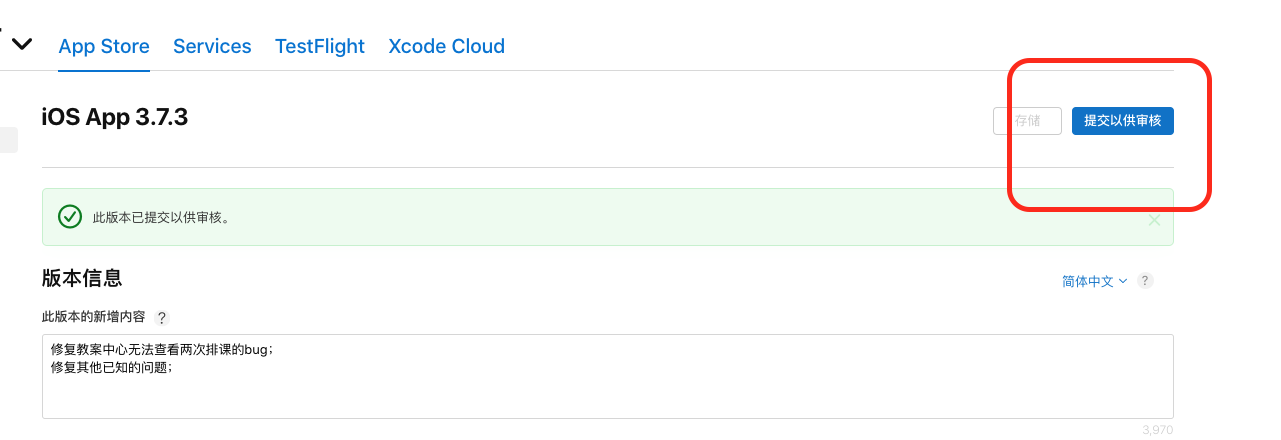 App Store Services TestFlight Xcode Cloud
iOS App 3.7.3
存储 提交以供审核
此版本已提交以供审核。
版本信息
简体中文 ?
此版本的新增内容 ?
修复教案中心无法查看两次排课的bug；
修复其他已知的问题；
3,970